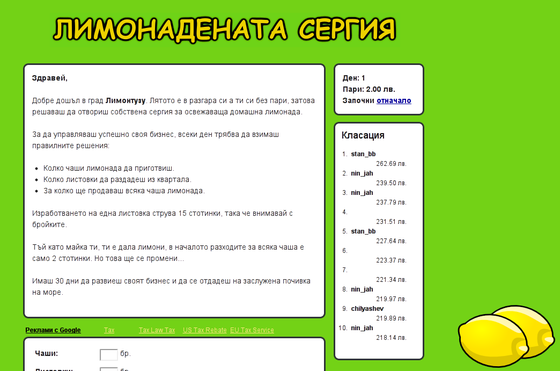 ЛИМОНАДЕНАТА СЕРГИЯ
Здравей,
Добре дошъл в град Лимонтузу. Лятото е в разгара си а ти си без пари, затова
решаваш да отвориш собствена сергия за освежаваща домашна лимонада.
За да управляваш успешно своя бизнес, всеки ден трябва да взимаш
правилните решения:
• Колко чаши лимонада да приготвиш.
• Колко листовки да раздадеш из квартала.
• За колко ще продаваш всяка чаша лимонада.
Изработването на една листовка струва 15 стотинки, така че внимавай с
бройките.
Тъй като майка ти, ти е дала лимони, в началото разходите за всяка чаша е
само 2 стотинки. Но това ще се промени...
Имаш 30 дни да развиеш своят бизнес и да се отдадеш на заслужена почивка
на море.
Реклами с Google Tax Tax Law Tax US Tax Rebate EU Tax Service
Чаши: бр.
Ден: 1
Пари: 2.00 лв.
Започни отначало
Класация
1. stan_bb
262.69 лв.
2. nin_jah
239.50 лв.
3. nin_jah
237.79 лв.
4.
231.51 лв.
5. stan_bb
227.64 лв.
6.
223.37 лв.
7.
221.34 лв.
8. nin_jah
219.97 лв.
9. chilyashev
219.89 лв.
10. nin_jah
218.14 лв.